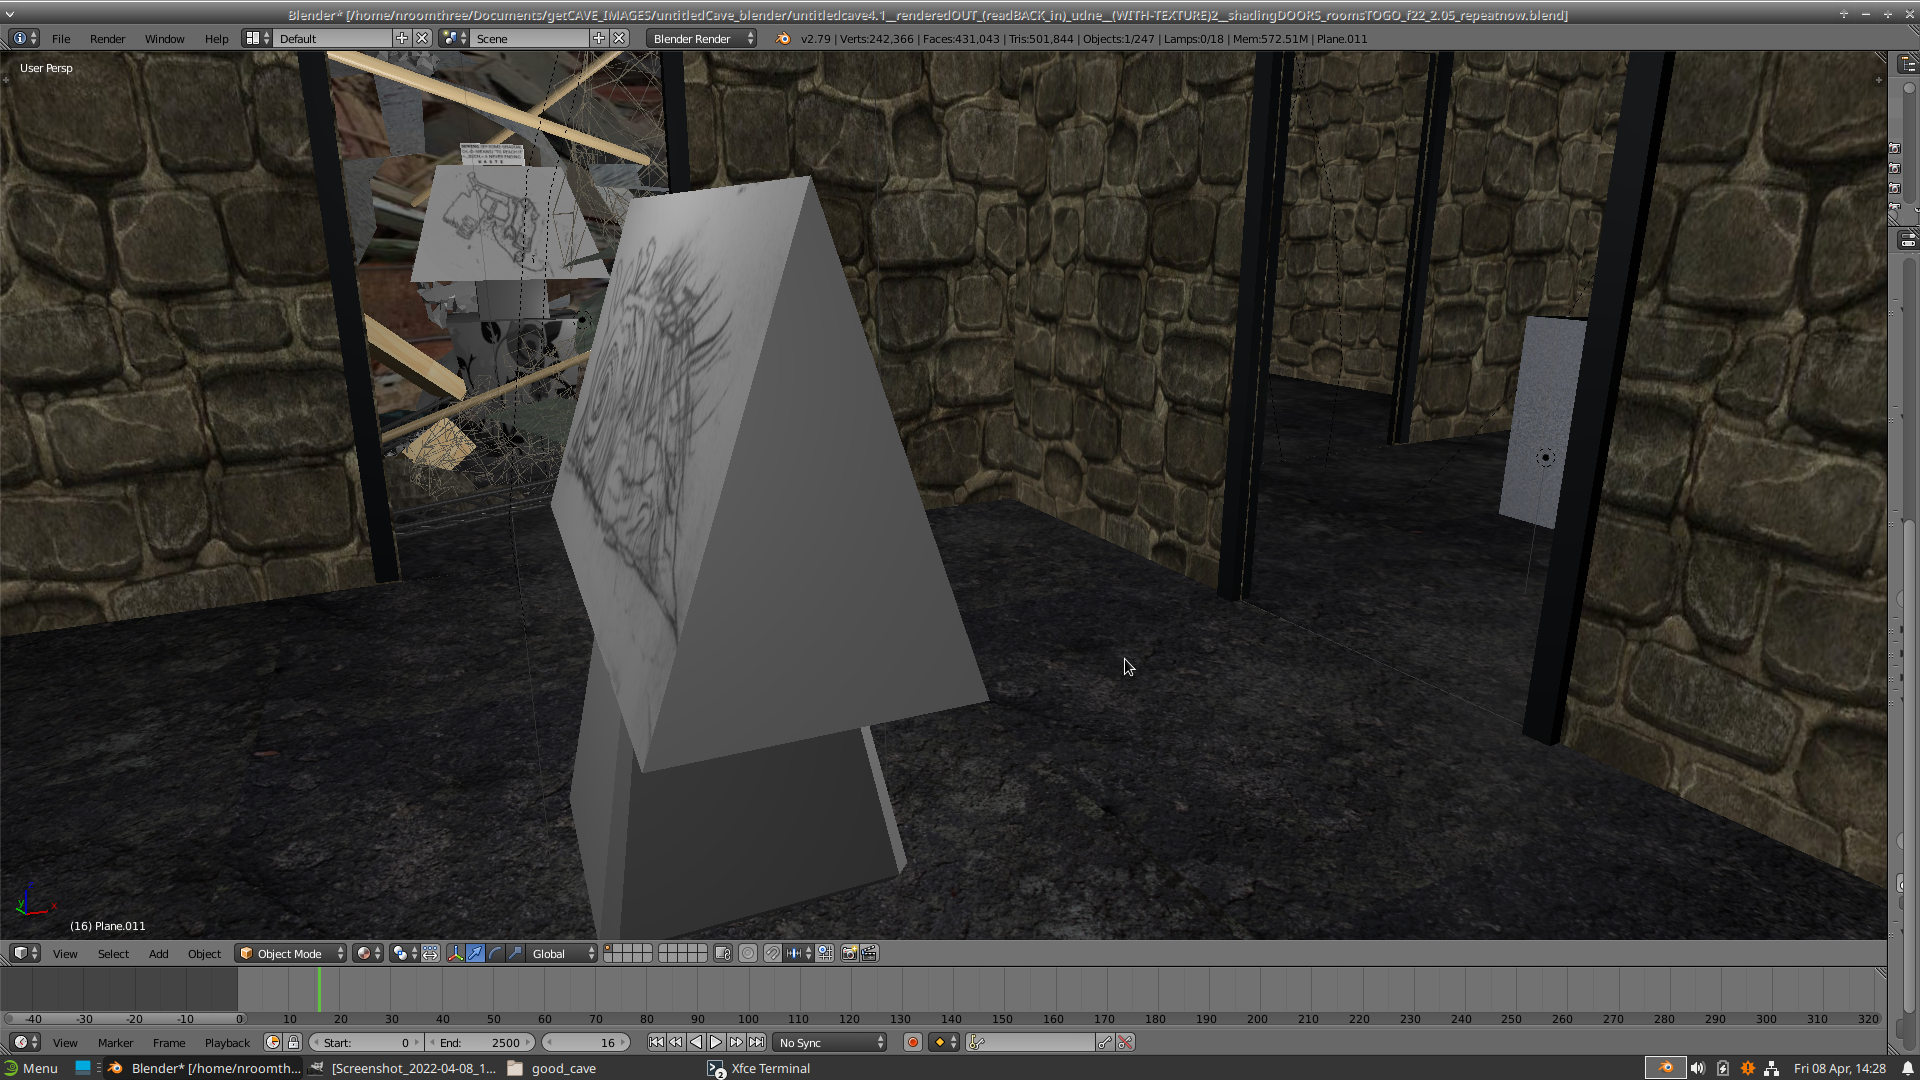 Blender* [/home/nroomthree/Documents/getCAVE_IMAGES/untitledCave_blender/untitledcave4.1__renderedOUT_(readBACK_in)_udne__(WITH-TEXTURE)2__shadingDOORS_roomsTOGO_f22_2.05_repeatnow.blend]
File Render Window Help Default Scene Blender Render v2.79 | Verts:242,366 | Faces:431,043 | Tris:501,844 | Objects:1/247 | Lamps:0/18 | Mem:572.51M | Plane.011
User Persp
(16) Plane.011
View Select Add Object Object Mode Global
-40 -30 -20 -10 0 10 20 30 40 50 60 70 80 90 100 110 120 130 140 150 160 170 180 190 200 210 220 230 240 250 260 270 280 290 300 310 320
View Marker Frame Playback Start: 0 End: 2500 16 No Sync
Menu Blender* [/home/nroomth... [Screenshot_2022-04-08_1... good_cave 2 Xfce Terminal Fri 08 Apr, 14:28